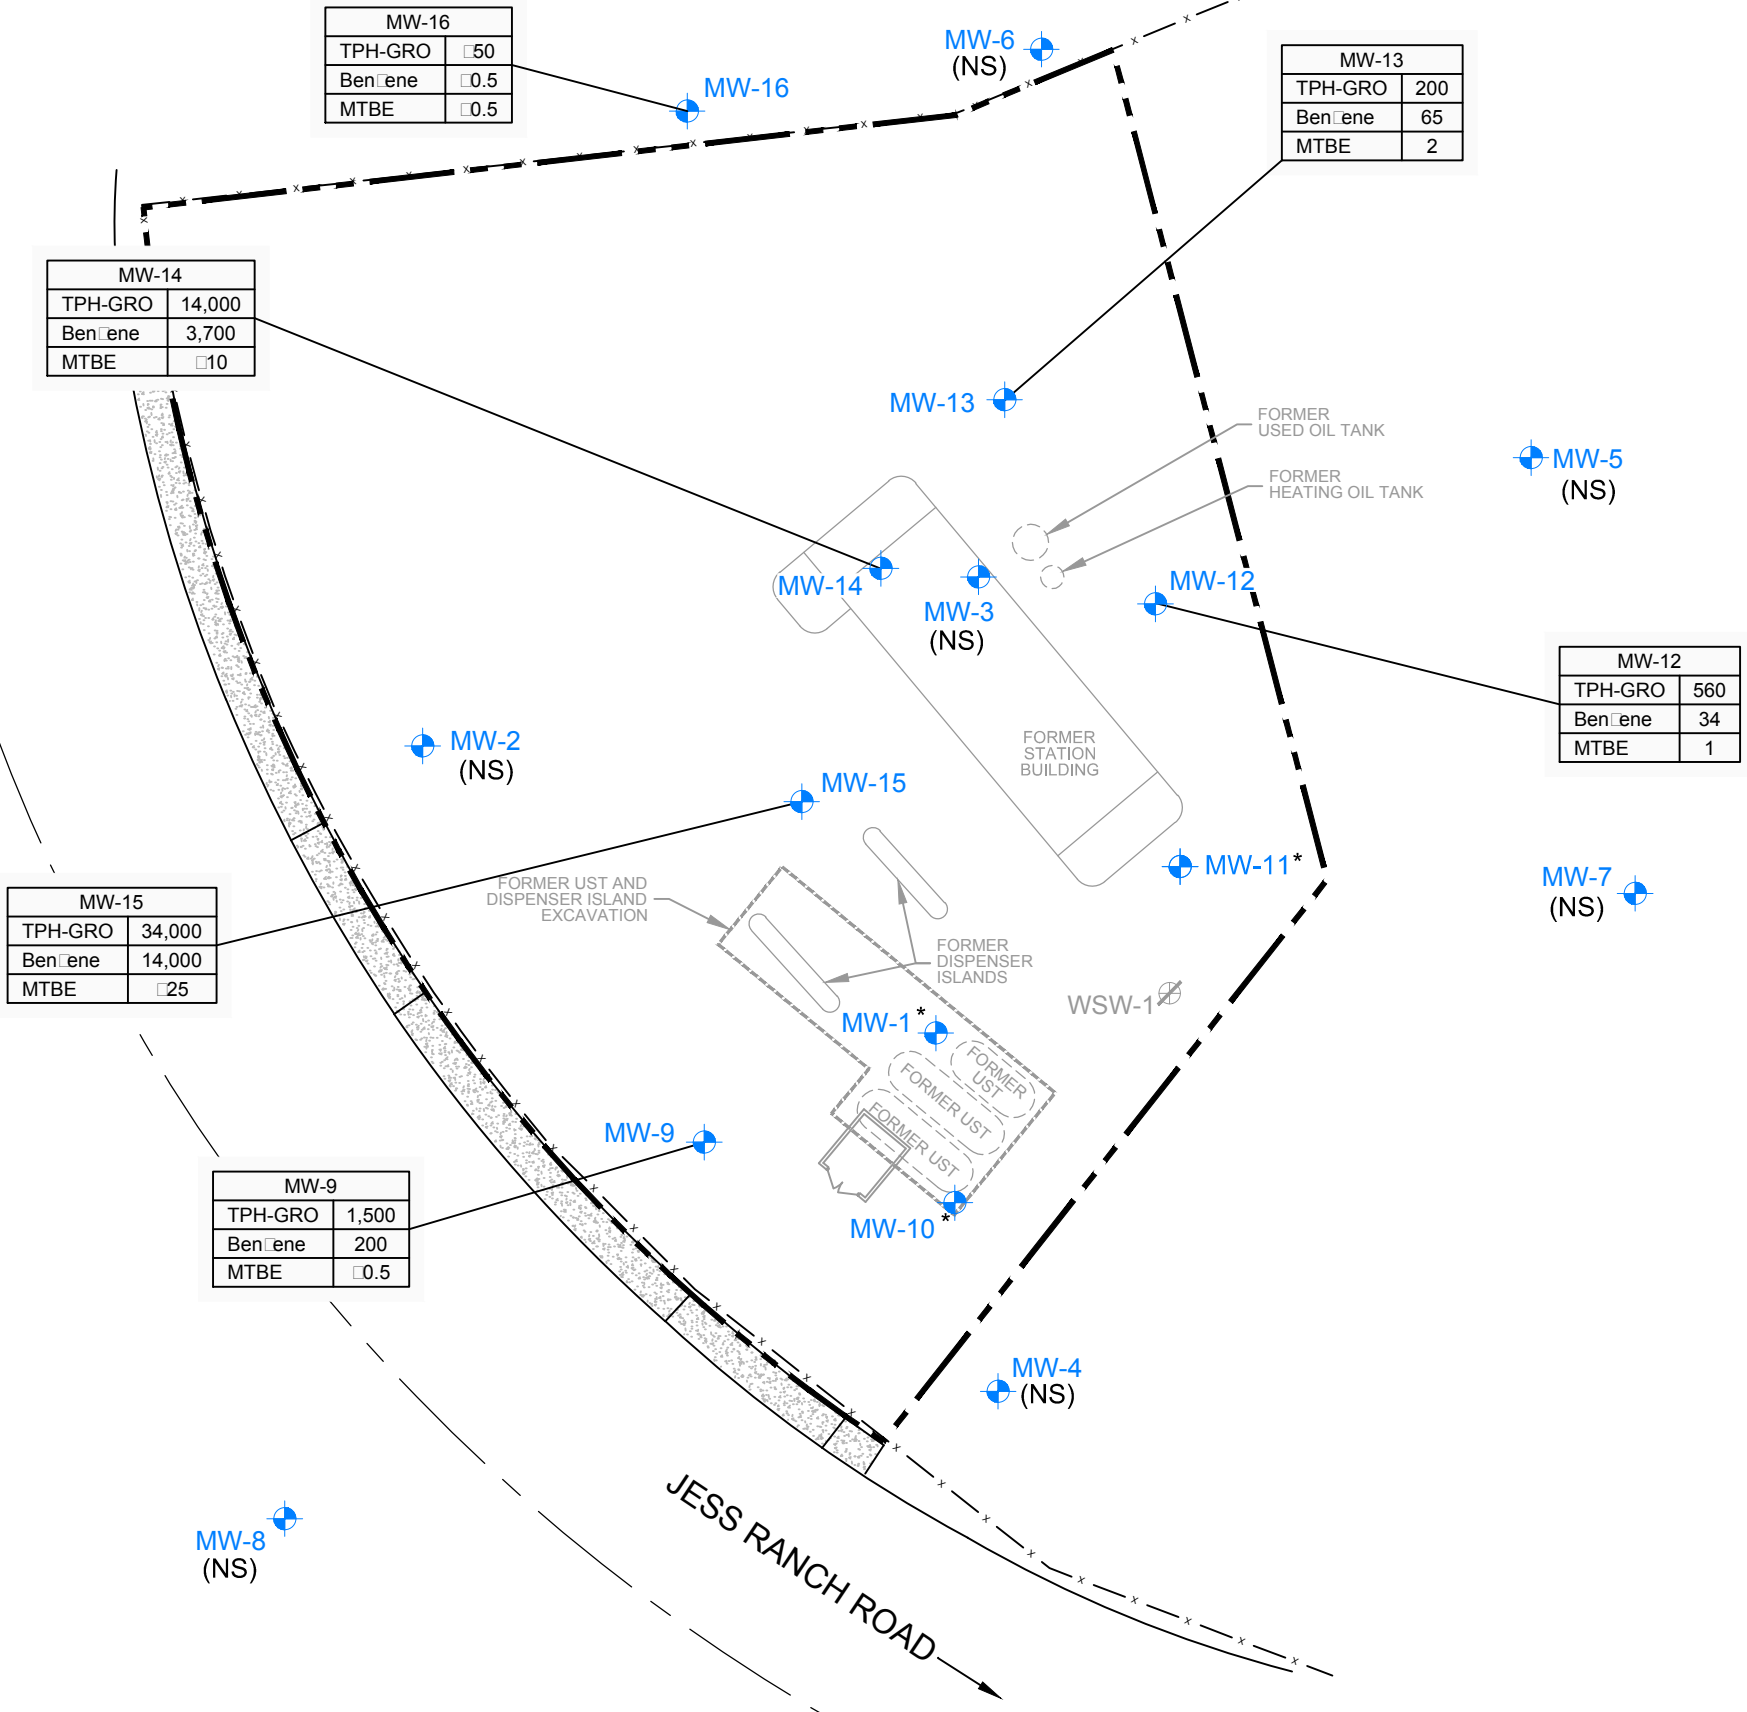 MW-16
TPH-GRO □50
Ben□ene □0.5
MTBE □0.5
MW-16
MW-6
(NS)
MW-13
TPH-GRO 200
Ben□ene 65
MTBE 2
MW-14
TPH-GRO 14,000
Ben□ene 3,700
MTBE □10
MW-13
FORMER
USED OIL TANK
FORMER
HEATING OIL TANK
MW-5
(NS)
MW-14
MW-3
(NS)
MW-12
MW-12
TPH-GRO 560
Ben□ene 34
MTBE 1
MW-2
(NS)
FORMER
STATION
BUILDING
MW-15
MW-11*
MW-7
(NS)
MW-15
TPH-GRO 34,000
Ben□ene 14,000
MTBE □25
FORMER UST AND
DISPENSER ISLAND
EXCAVATION
FORMER
DISPENSER
ISLANDS
WSW-1
MW-1*
FORMER
UST
FORMER UST
FORMER UST
MW-9
MW-9
TPH-GRO 1,500
Ben□ene 200
MTBE □0.5
MW-10*
MW-4
(NS)
MW-8
(NS)
JESS RANCH ROAD